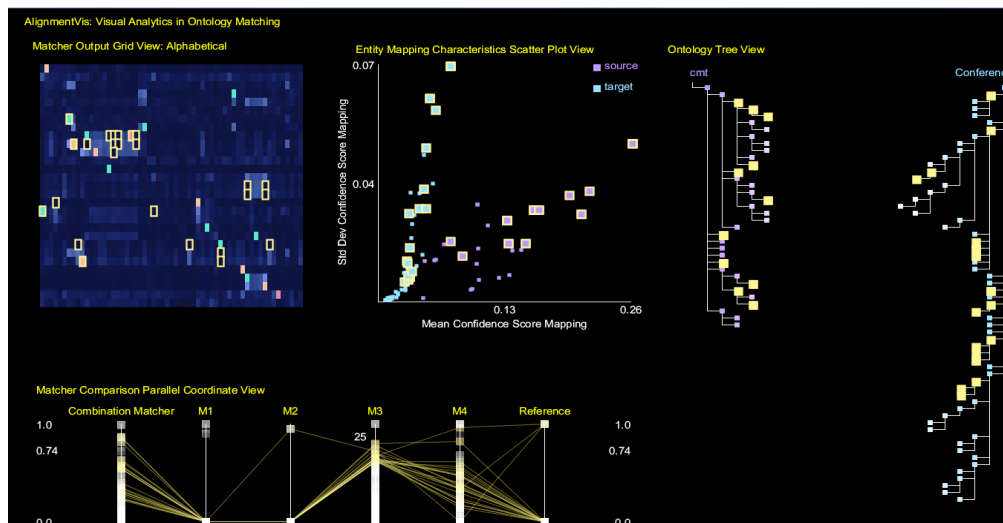 AlignmentVis: Visual Analytics in Ontology Matching
Matcher Output Grid View: Alphabetical
Entity Mapping Characteristics Scatter Plot View
Ontology Tree View
source
target
cmt
Conferenc
0.07
0.04
Std Dev Confidence Score Mapping
0.13
0.26
Mean Confidence Score Mapping
Matcher Comparison Parallel Coordinate View
Combination Matcher M1 M2 M3 M4 Reference
1.0 1.0
25
0.74 0.74
0.0 0.0